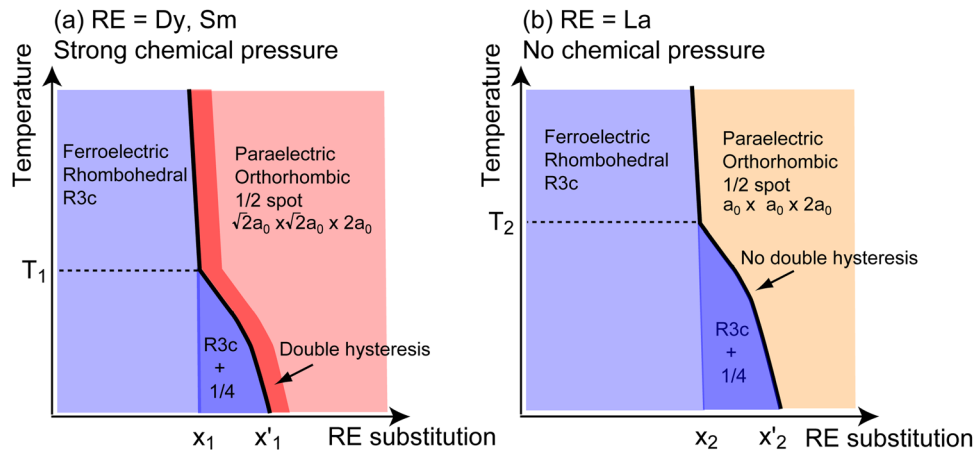 (a) RE = Dy, Sm
Strong chemical pressure
Temperature
Ferroelectric
Rhombohedral
R3c
Paraelectric
Orthorhombic
1/2 spot
√2a₀ x√2a₀ x 2a₀
T₁
R3c
+
1/4
Double hysteresis
x₁
x'₁
RE substitution
(b) RE = La
No chemical pressure
Temperature
Ferroelectric
Rhombohedral
R3c
Paraelectric
Orthorhombic
1/2 spot
a₀ x a₀ x 2a₀
T₂
No double hysteresis
R3c
+
1/4
x₂
x'₂
RE substitution